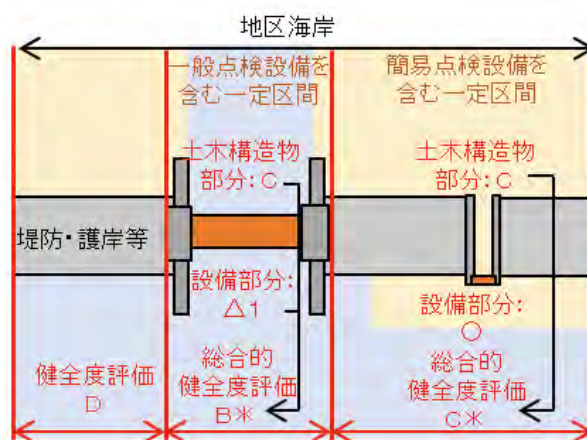 地区海岸
一般点検設備を
含む一定区間
簡易点検設備を
含む一定区間
土木構造物
部分:C
土木構造物
部分:C
堤防・護岸等
設備部分:
△1
設備部分:
○
健全度評価
D
総合的
健全度評価
B*
総合的
健全度評価
C*